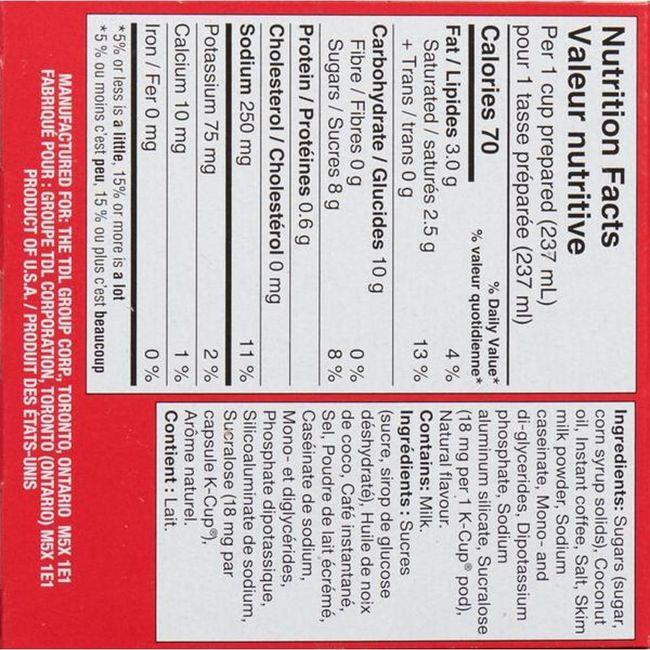 Nutrition Facts
Valeur nutritive
Per 1 cup prepared (237 mL)
pour 1 tasse préparée (237 ml)
Calories 70
% Daily Value*
% valeur quotidienne*
Fat / Lipides 3.0 g 4 %
Saturated / saturés 2.5 g
+ Trans / trans 0 g
13 %
Carbohydrate / Glucides 10 g
Fibre / Fibres 0 g 0 %
Sugars / Sucres 8 g 8 %
Protein / Protéines 0.6 g
Cholesterol / Cholestérol 0 mg
Sodium 250 mg 11 %
Potassium 75 mg 2 %
Calcium 10 mg 1 %
Iron / Fer 0 mg 0 %
*5% or less is a little, 15% or more is a lot
*5 % ou moins c'est peu, 15 % ou plus c'est beaucoup
Ingredients: Sugars (sugar,
corn syrup solids), Coconut
oil, Instant coffee, Salt, Skim
milk powder, Sodium
caseinate, Mono- and
di-glycerides, Dipotassium
phosphate, Sodium
aluminum silicate, Sucralose
(18 mg per 1 K-Cup® pod),
Natural flavour.
Contains: Milk.
Ingrédients : Sucres
(sucre, sirop de glucose
déshydraté), Huile de noix
de coco, Café instantané,
Sel, Poudre de lait écrémé,
Caséinate de sodium,
Mono- et diglycérides,
Phosphate dipotassique,
Silicoaluminate de sodium,
Sucralose (18 mg par
capsule K-Cup®),
Arôme naturel.
Contient : Lait.
MANUFACTURED FOR: THE TDL GROUP CORP., TORONTO, ONTARIO M5X 1E1
FABRIQUÉ POUR : GROUPE TDL CORPORATION, TORONTO (ONTARIO) M5X 1E1
PRODUCT OF U.S.A. / PRODUIT DES ÉTATS-UNIS